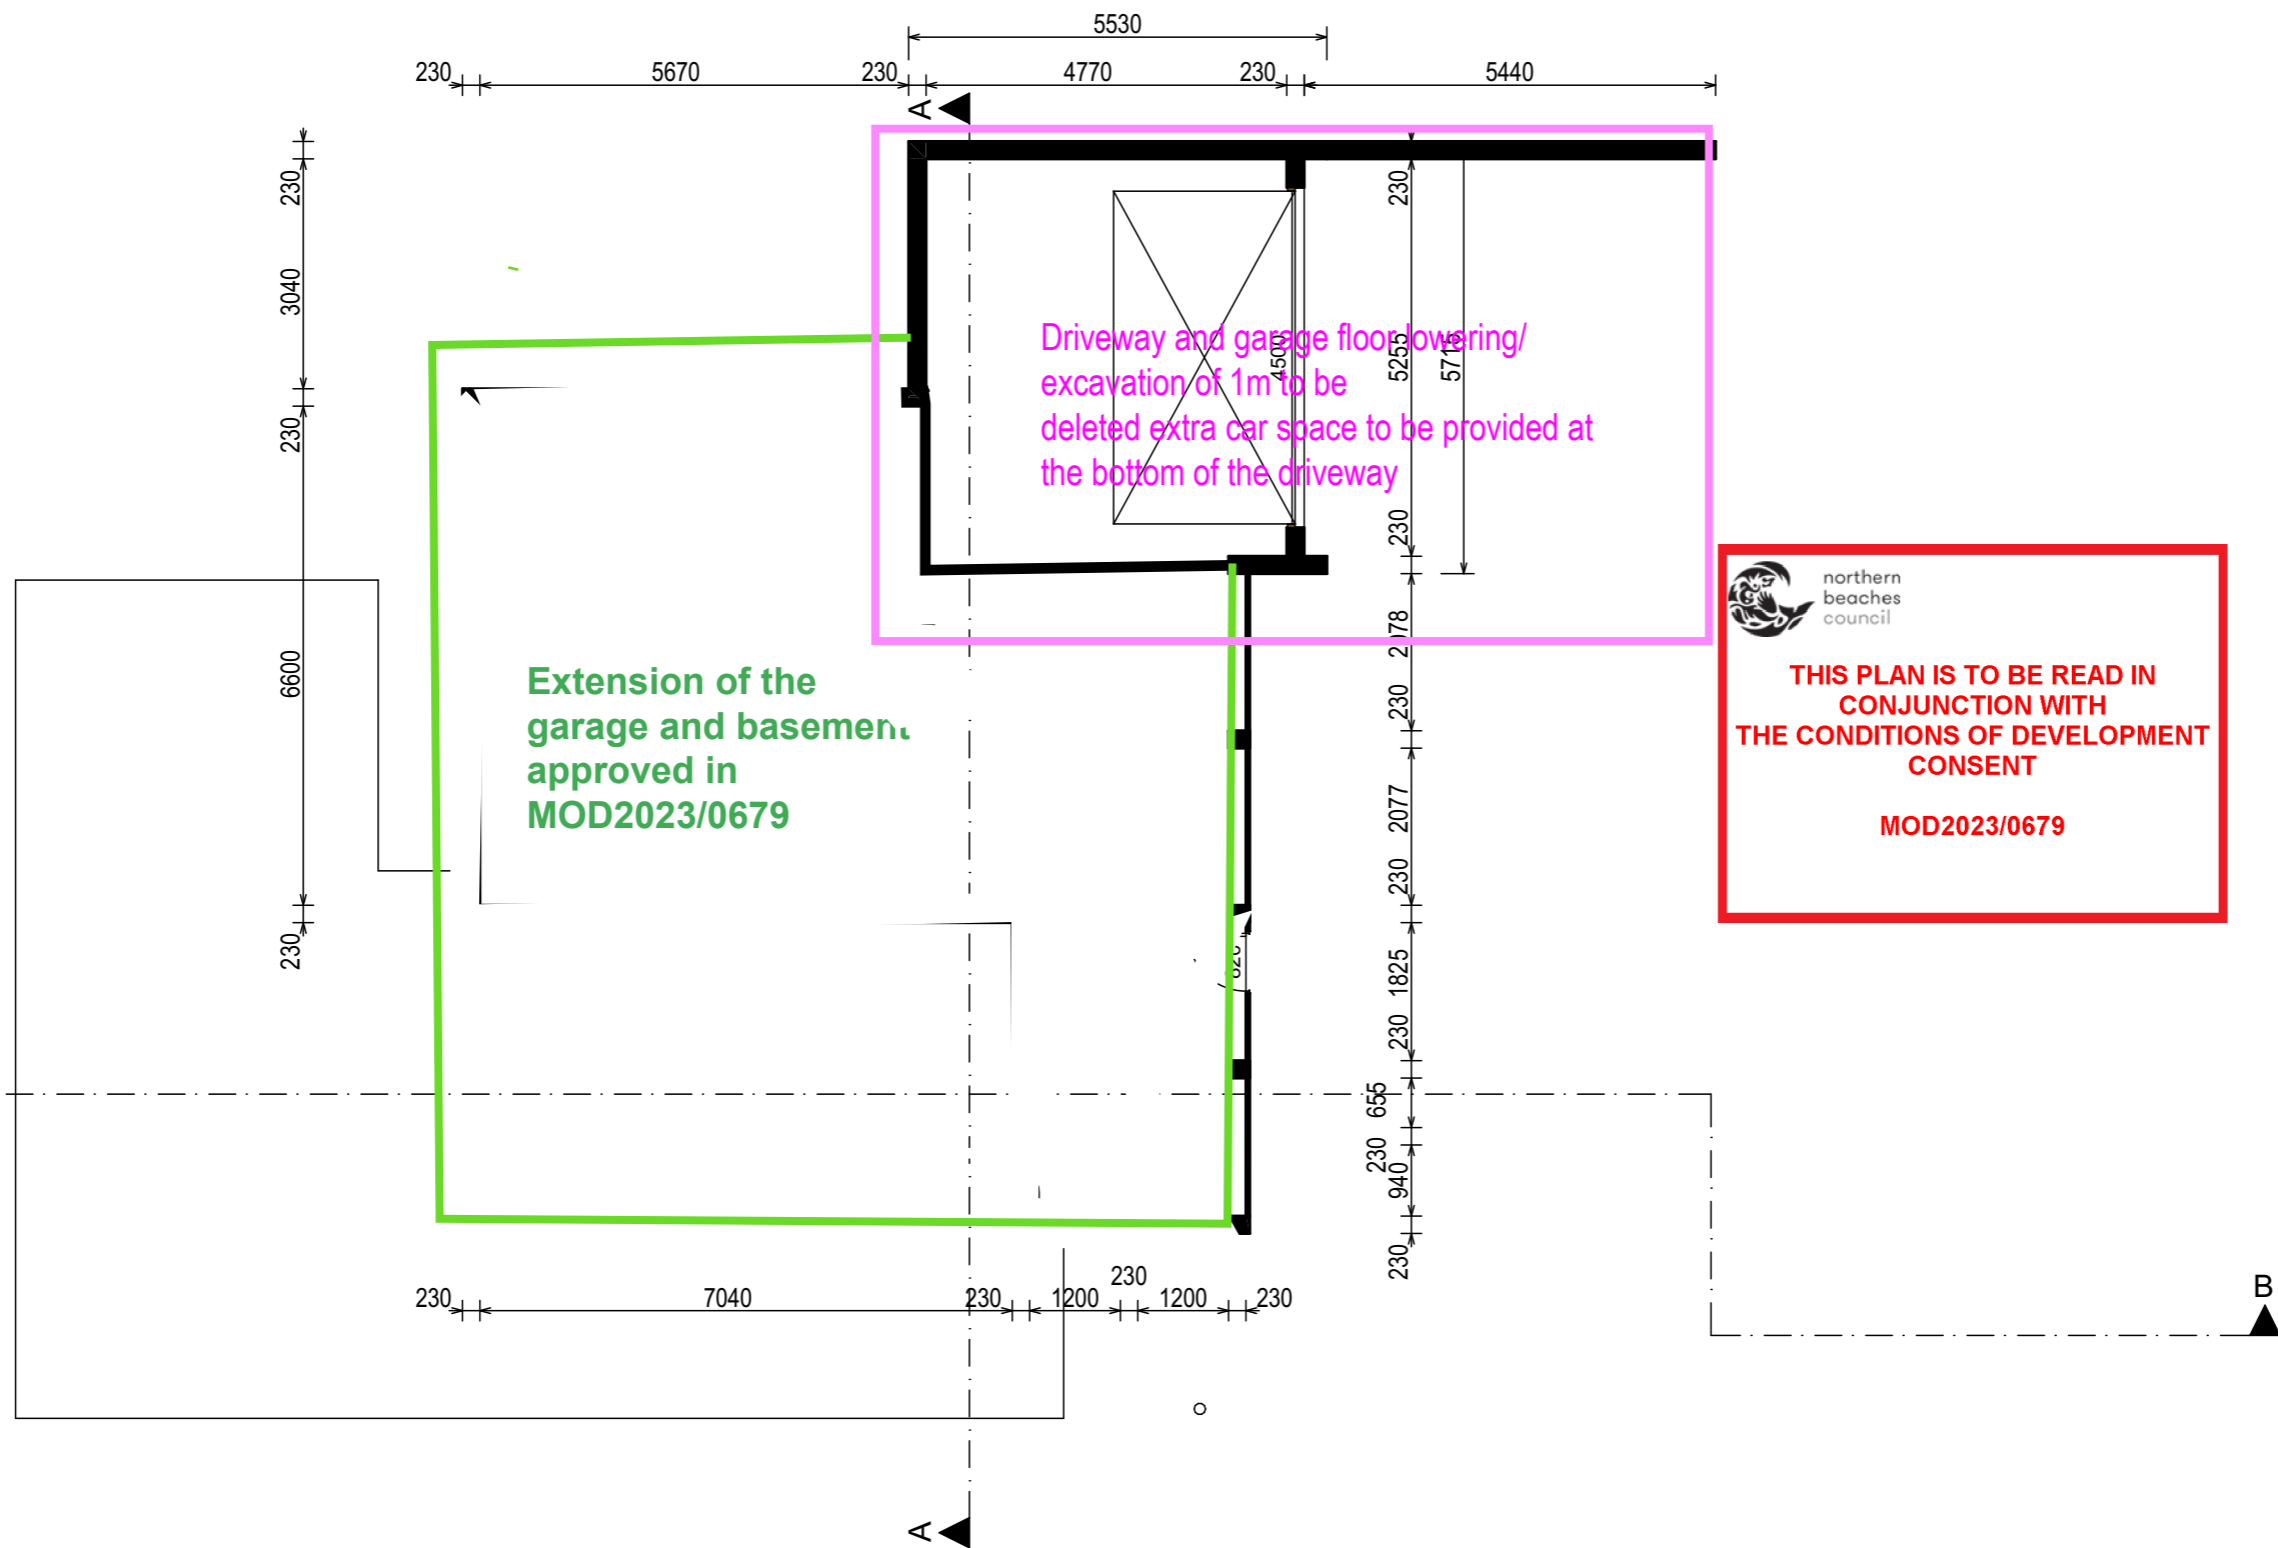 5530
230 5670 230 4770 230 5440
A
230
3040
230
6600
230
230
5255
5715
4500
230
230
2077
230
1825
230
655
230
940
230
Driveway and garage floor lowering/
excavation of 1m to be
deleted extra car space to be provided at
the bottom of the driveway
Extension of the
garage and basement
approved in
MOD2023/0679
northern
beaches
council
THIS PLAN IS TO BE READ IN
CONJUNCTION WITH
THE CONDITIONS OF DEVELOPMENT
CONSENT
MOD2023/0679
230
230 7040 230 1200 1200 230
B
A